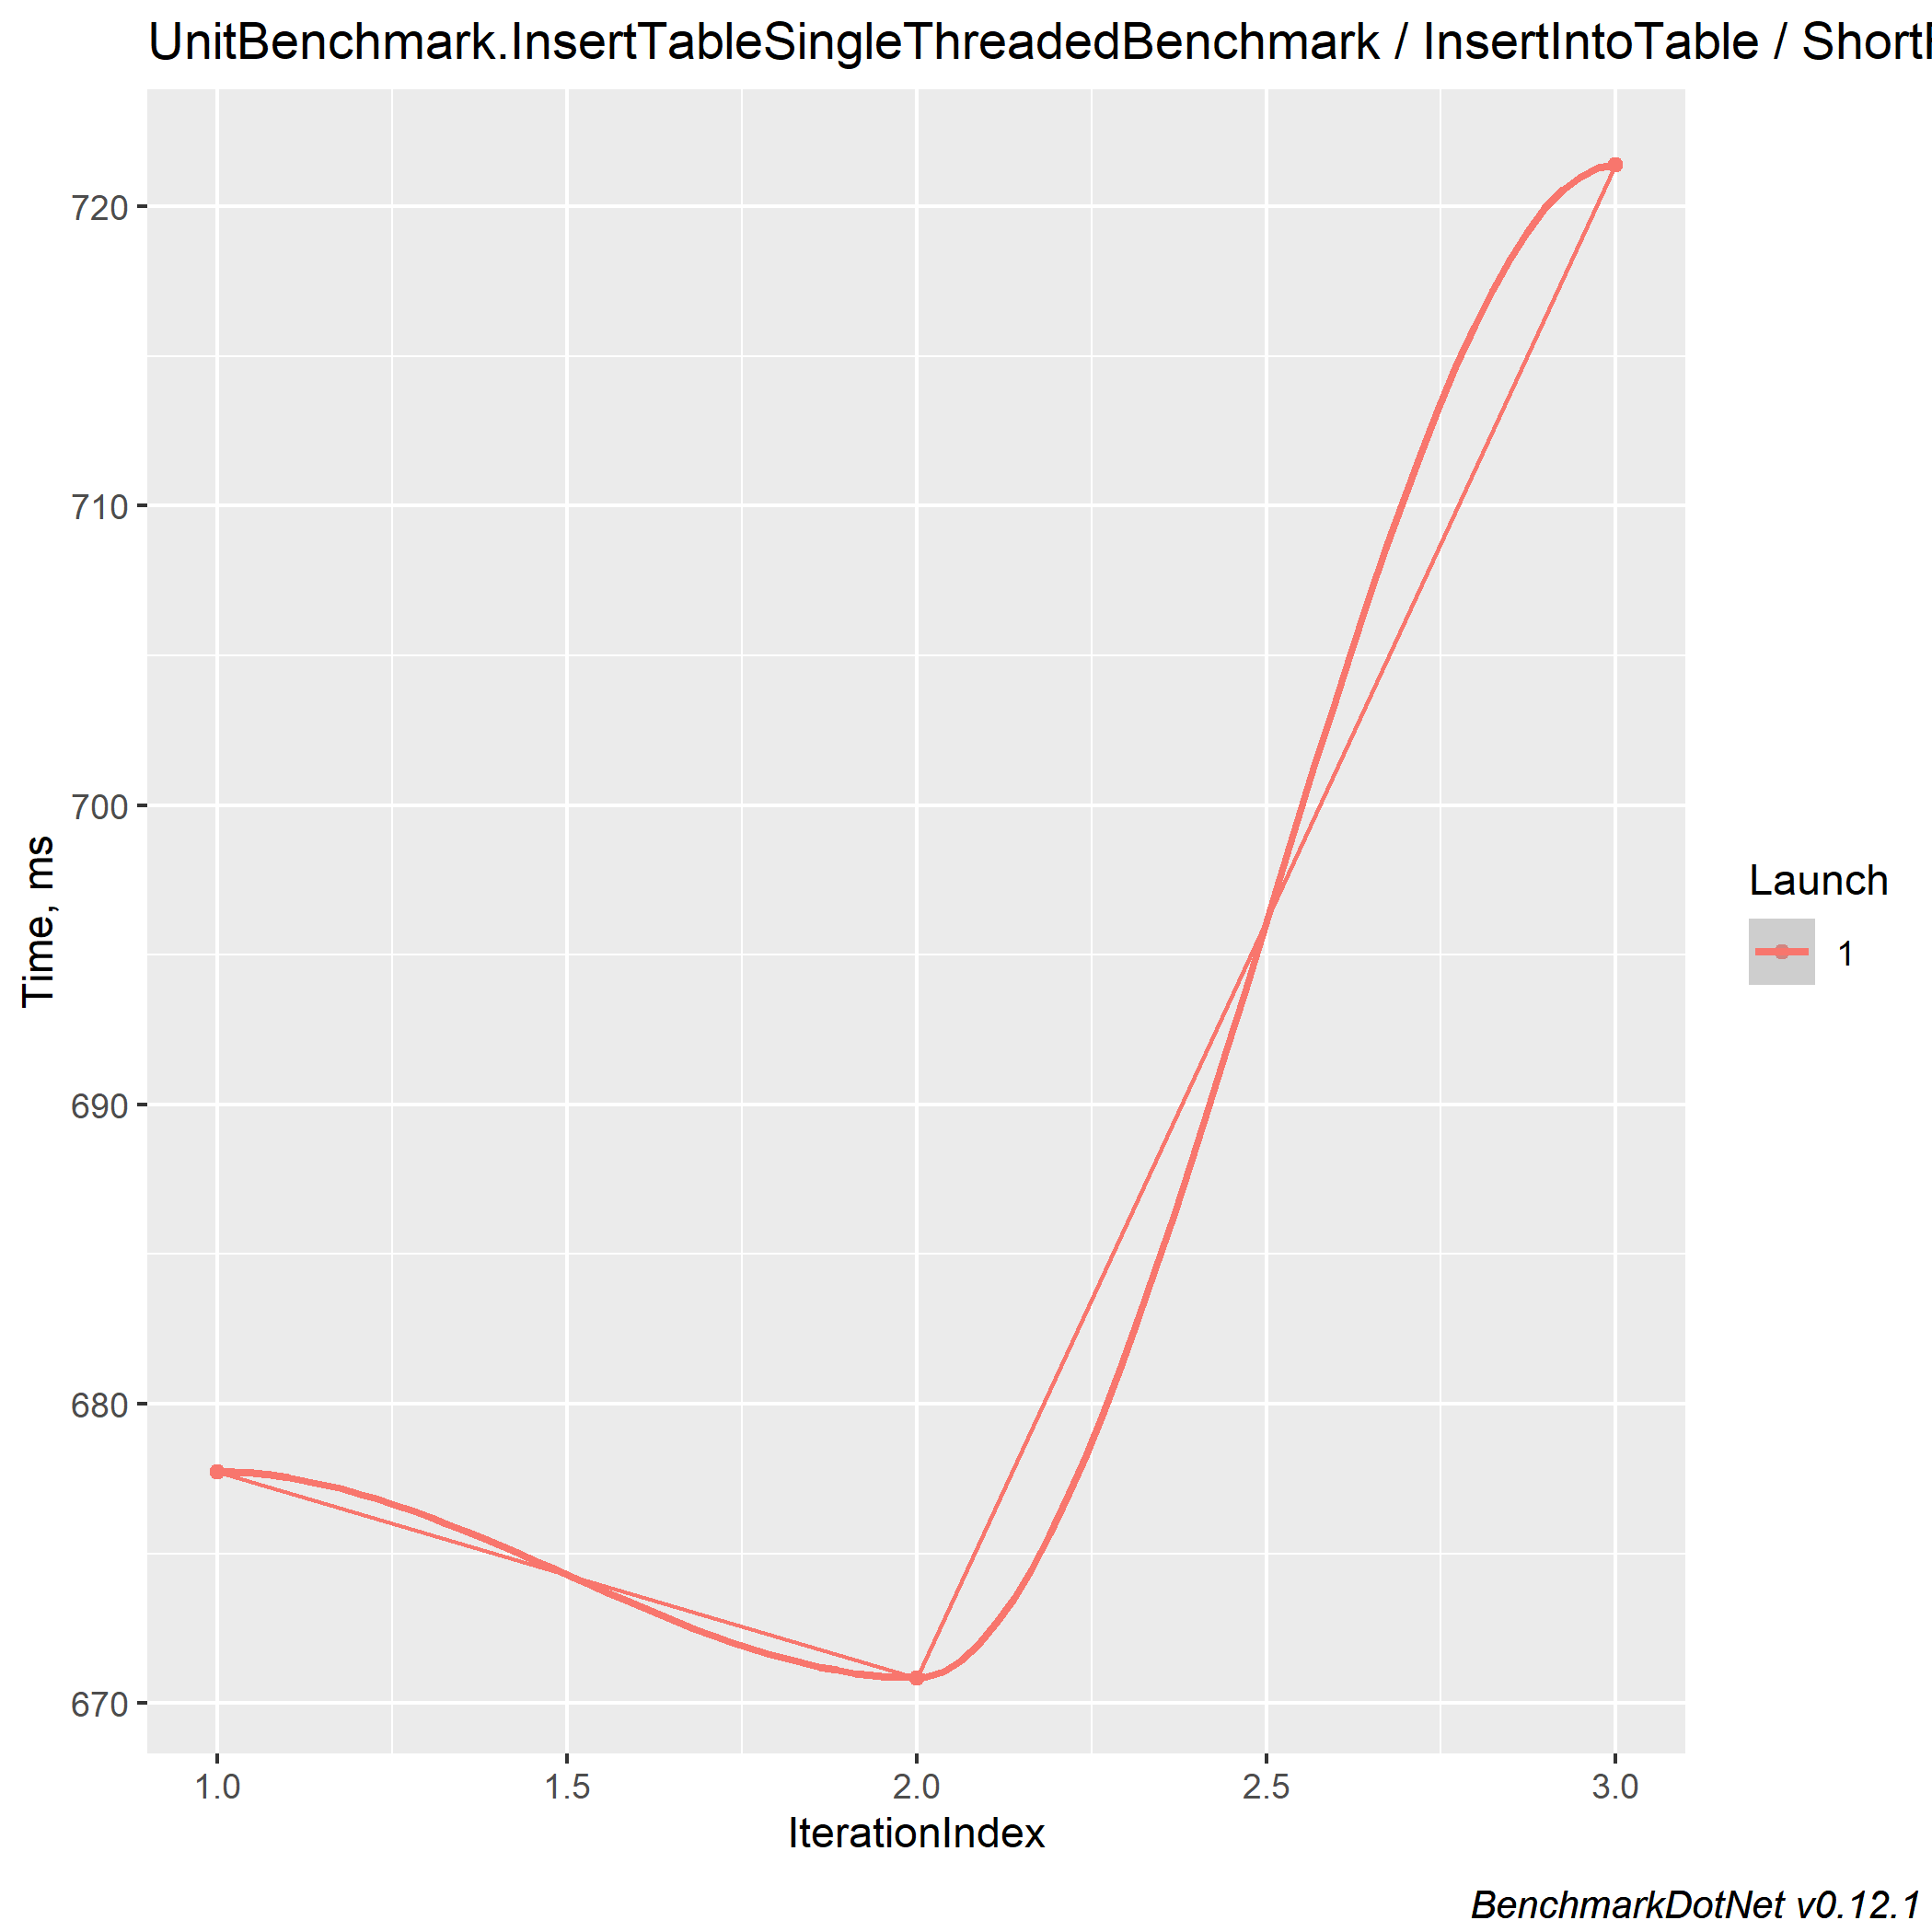 UnitBenchmark.InsertTableSingleThreadedBenchmark / InsertIntoTable / Short
720
710
700
690
680
670
Time, ms
1.0 1.5 2.0 2.5 3.0
IterationIndex
Launch
1
BenchmarkDotNet v0.12.1